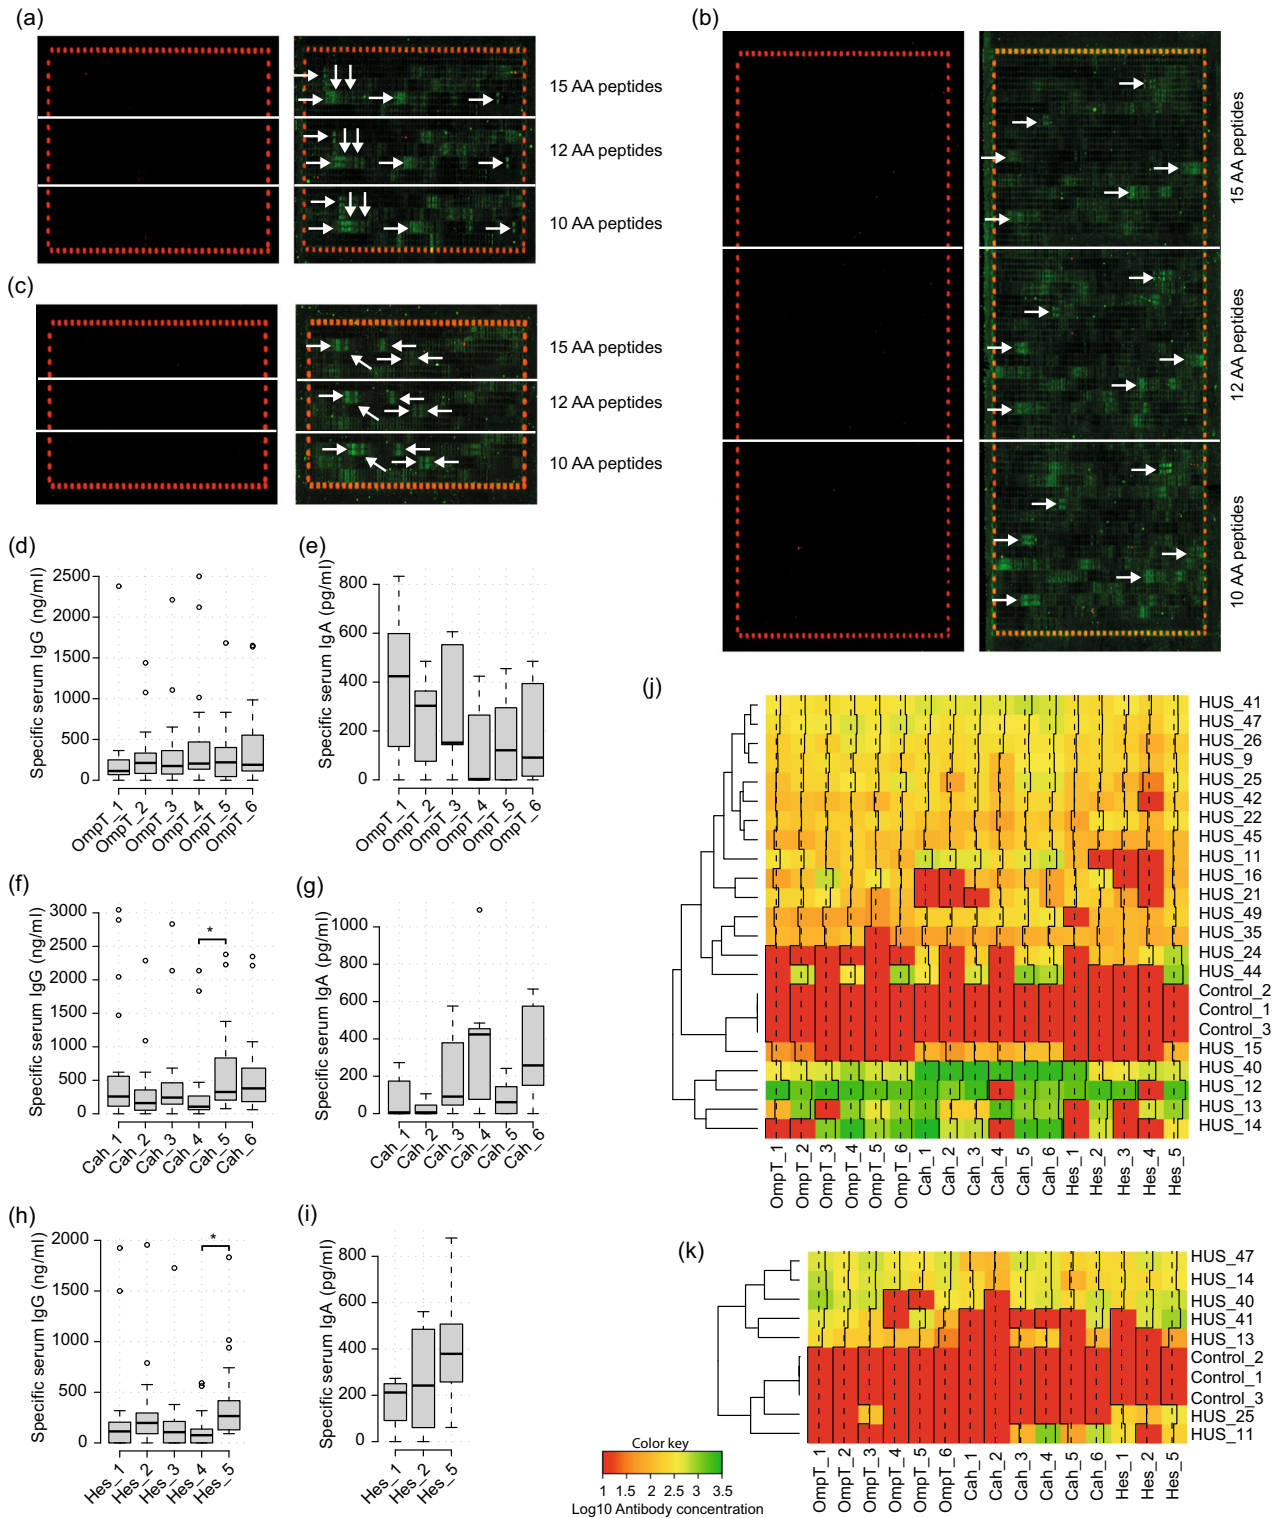 (a)
15 AA peptides
12 AA peptides
10 AA peptides
(b)
15 AA peptides
12 AA peptides
10 AA peptides
(c)
15 AA peptides
12 AA peptides
10 AA peptides
(d)
Specific serum IgG (ng/ml)
2500
2000
1500
1000
500
0
OmpT_1
OmpT_2
OmpT_3
OmpT_4
OmpT_5
OmpT_6
(e)
Specific serum IgA (pg/ml)
800
600
400
200
0
OmpT_1
OmpT_2
OmpT_3
OmpT_4
OmpT_5
OmpT_6
(f)
Specific serum IgG (ng/ml)
3000
2500
2000
1500
1000
500
0
*
Cah_1
Cah_2
Cah_3
Cah_4
Cah_5
Cah_6
(g)
Specific serum IgA (pg/ml)
1000
800
600
400
200
0
Cah_1
Cah_2
Cah_3
Cah_4
Cah_5
Cah_6
(h)
Specific serum IgG (ng/ml)
2000
1500
1000
500
0
*
Hes_1
Hes_2
Hes_3
Hes_4
Hes_5
(i)
Specific serum IgA (pg/ml)
800
600
400
200
0
Hes_1
Hes_2
Hes_5
(j)
HUS_41
HUS_47
HUS_26
HUS_9
HUS_25
HUS_42
HUS_22
HUS_45
HUS_11
HUS_16
HUS_21
HUS_49
HUS_35
HUS_24
HUS_44
Control_2
Control_1
Control_3
HUS_15
HUS_40
HUS_12
HUS_13
HUS_14
OmpT_1
OmpT_2
OmpT_3
OmpT_4
OmpT_5
OmpT_6
Cah_1
Cah_2
Cah_3
Cah_4
Cah_5
Cah_6
Hes_1
Hes_2
Hes_3
Hes_4
Hes_5
(k)
HUS_47
HUS_14
HUS_40
HUS_41
HUS_13
Control_2
Control_1
Control_3
HUS_25
HUS_11
OmpT_1
OmpT_2
OmpT_3
OmpT_4
OmpT_5
OmpT_6
Cah_1
Cah_2
Cah_3
Cah_4
Cah_5
Cah_6
Hes_1
Hes_2
Hes_5
Color key
1 1.5 2 2.5 3 3.5
Log10 Antibody concentration